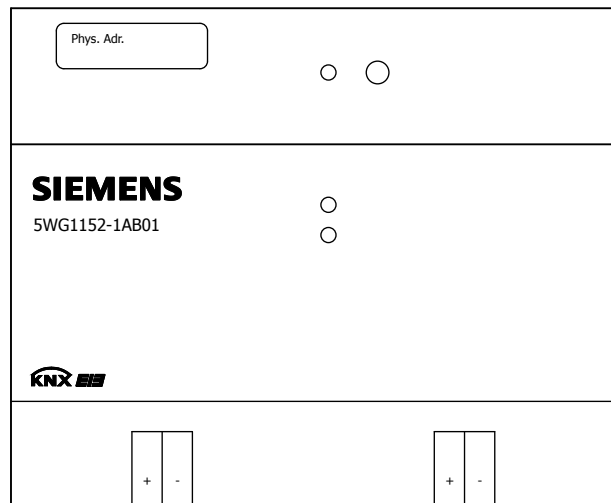 Phys. Adr.
SIEMENS
5WG1152-1AB01
KNX EIB
+ - + -